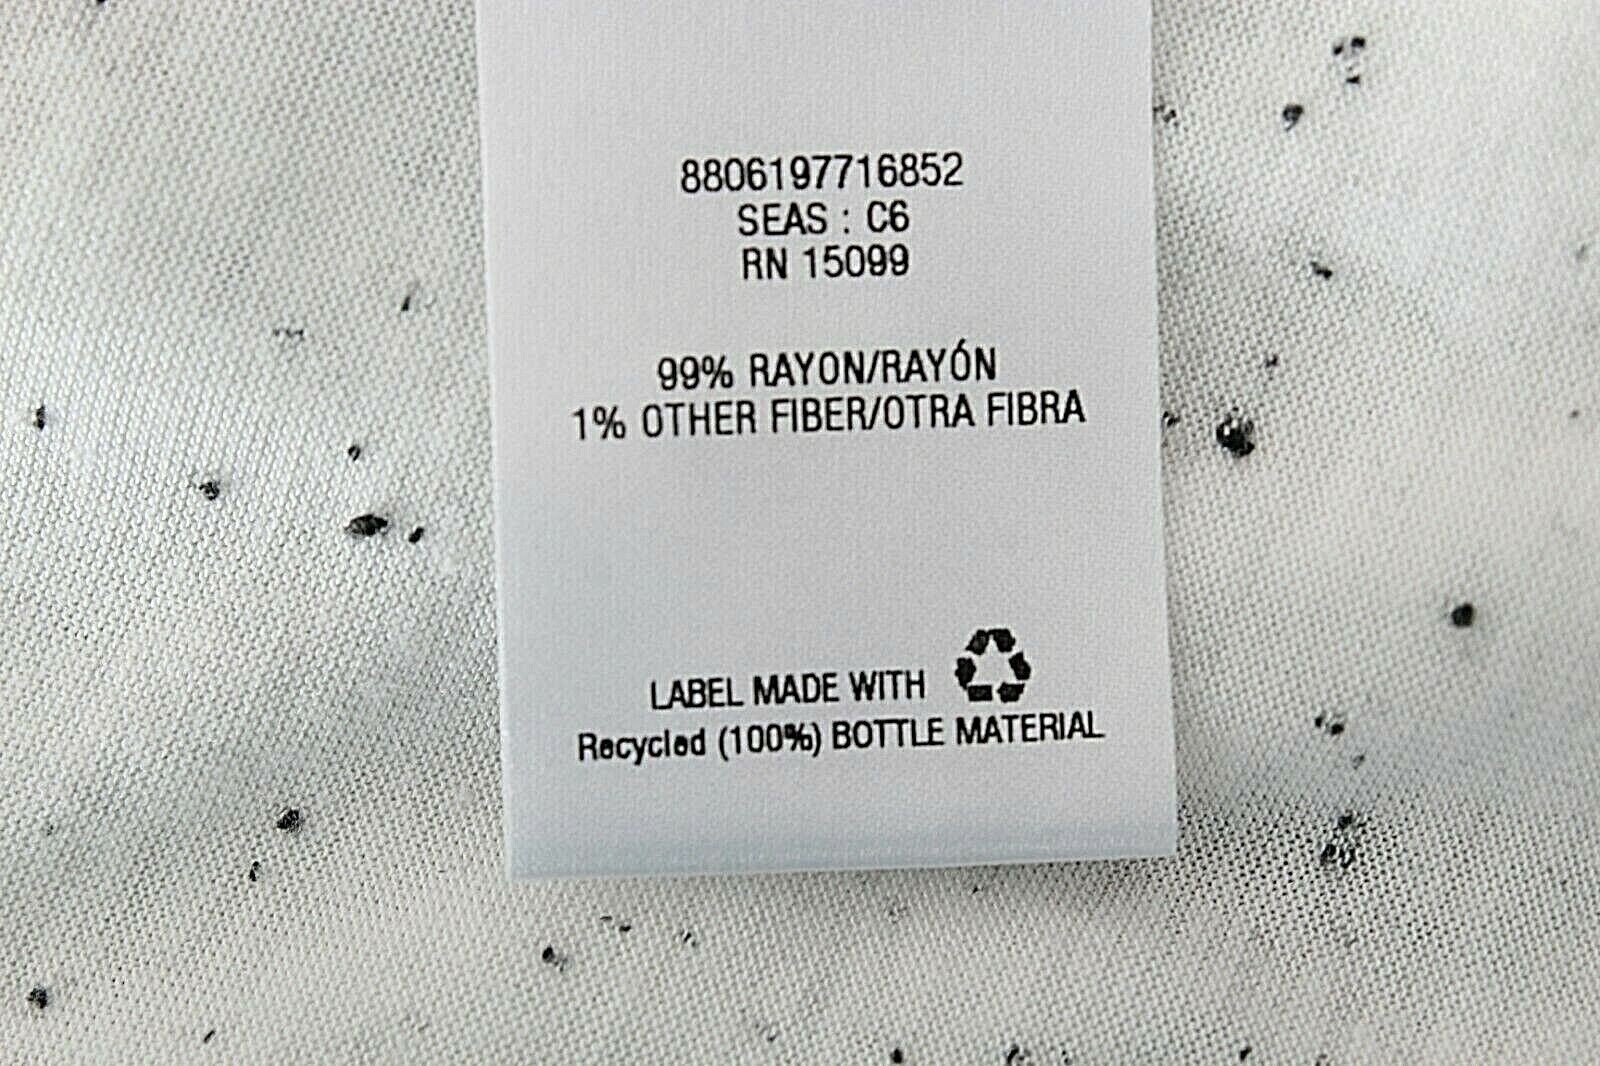 8806197716852
SEAS : C6
RN 15099
99% RAYON/RAYÓN
1% OTHER FIBER/OTRA FIBRA
LABEL MADE WITH
Recycled (100%) BOTTLE MATERIAL